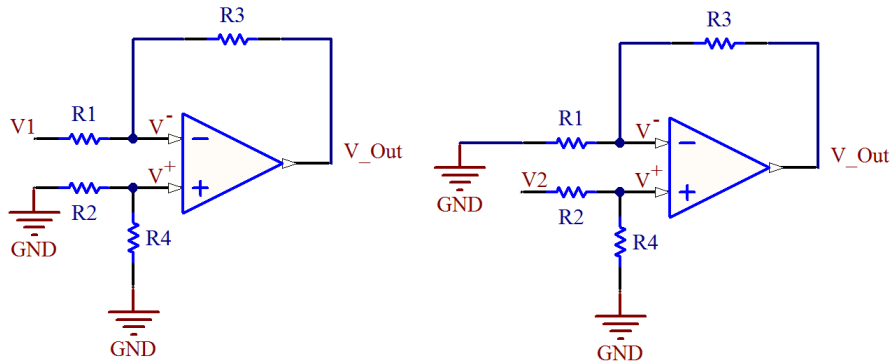 R3
R1
V1
V-
V_Out
V+
R2
GND
R4
GND
R3
R1
V-
V_Out
GND
V2
V+
R2
R4
GND